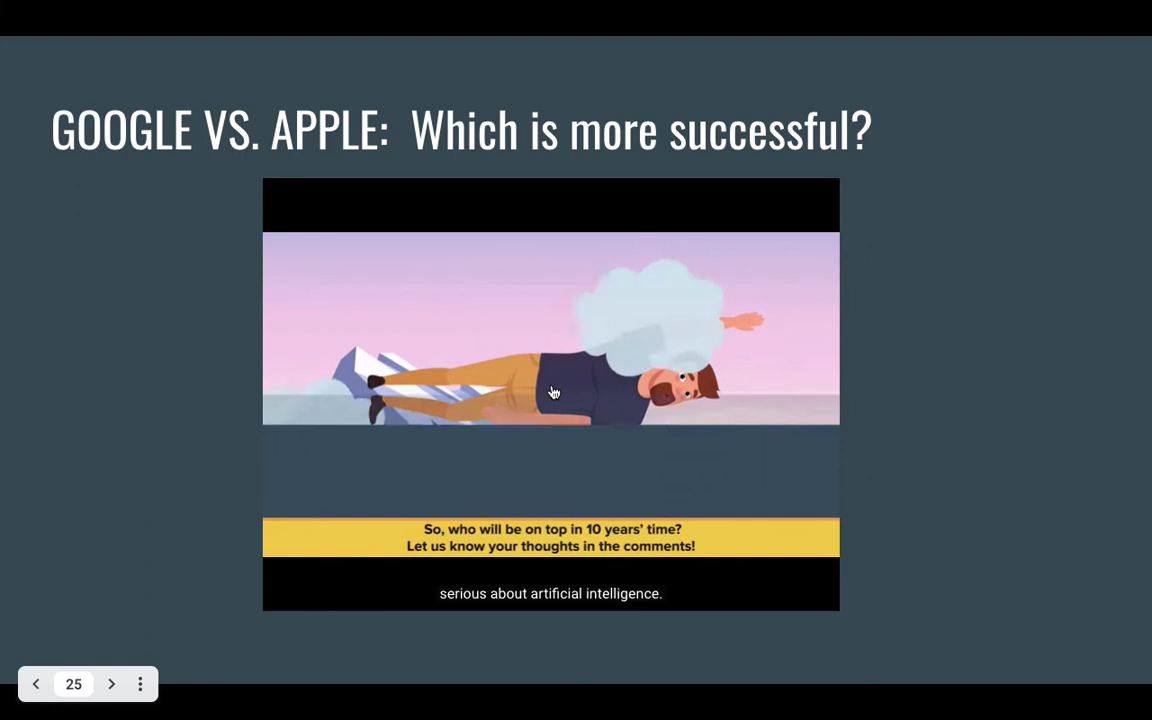 GOOGLE VS. APPLE:  Which is more successful?
So, who will be on top in 10 years’ time?
Let us know your thoughts in the comments!
serious about artificial intelligence.
25